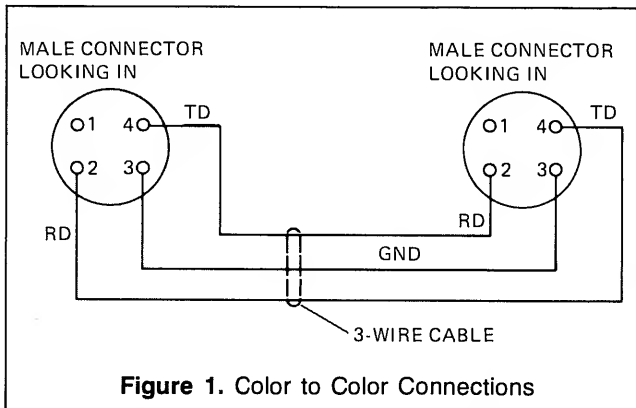 MALE CONNECTOR
LOOKING IN
MALE CONNECTOR
LOOKING IN
TD
TD
1 4
2 3
1 4
2 3
RD
RD
GND
3-WIRE CABLE
Figure 1. Color to Color Connections